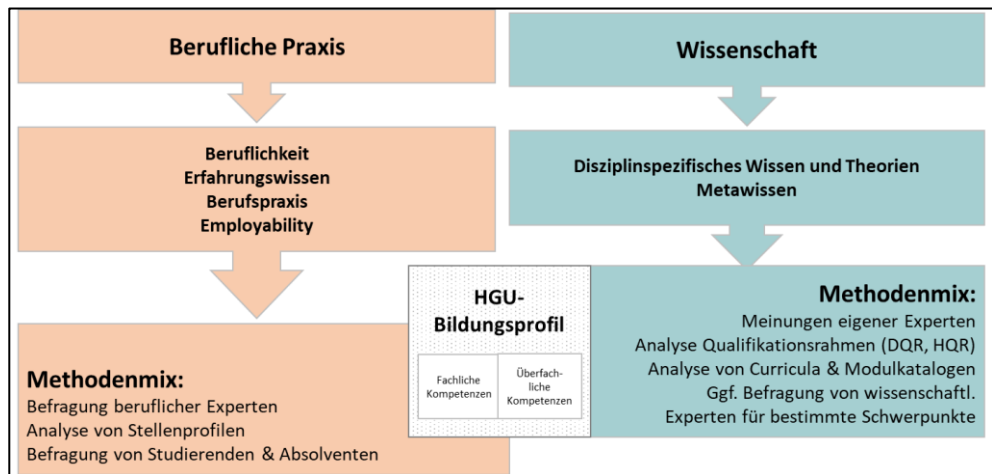 Berufliche Praxis
Beruflichkeit
Erfahrungswissen
Berufspraxis
Employability
Methodenmix:
Befragung beruflicher Experten
Analyse von Stellenprofilen
Befragung von Studierenden & Absolventen
HGU-
Bildungsprofil
Fachliche
Kompetenzen
Überfach-
liche
Kompetenzen
Wissenschaft
Disziplinspezifisches Wissen und Theorien
Metawissen
Methodenmix:
Meinungen eigener Experten
Analyse Qualifikationsrahmen (DQR, HQR)
Analyse von Curricula & Modulkatalogen
Ggf. Befragung von wissenschaftl.
Experten für bestimmte Schwerpunkte